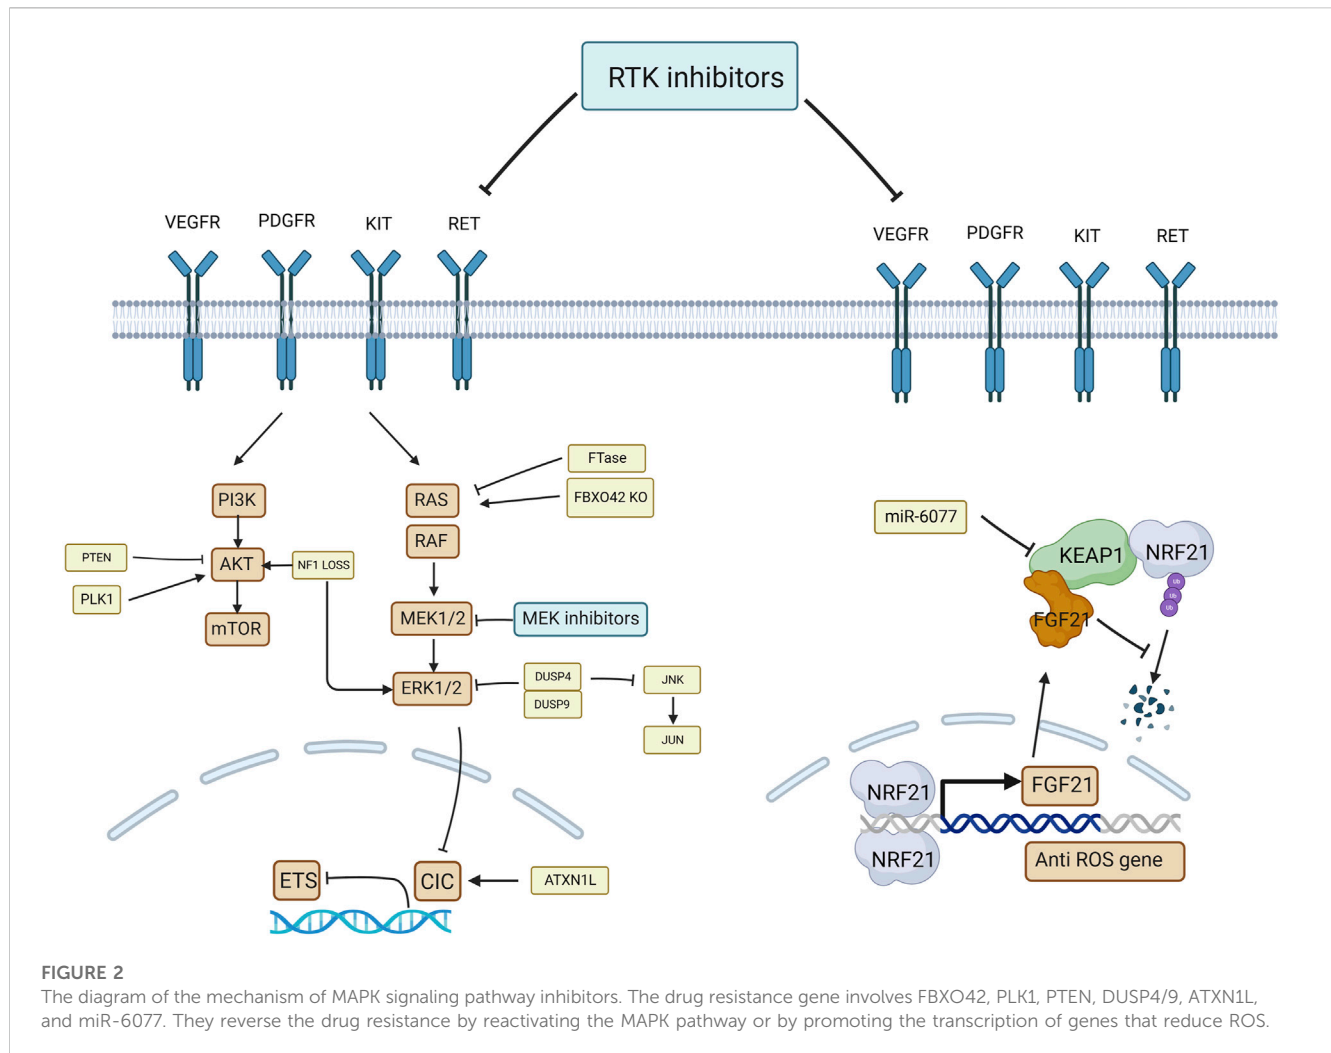 RTK inhibitors
VEGFR
PDGFR
KIT
RET
VEGFR
PDGFR
KIT
RET
FTase
FBXO42 KO
PI3K
RAS
RAF
PTEN
AKT
NF1 LOSS
PLK1
mTOR
MEK1/2
MEK inhibitors
ERK1/2
DUSP4
DUSP9
JNK
JUN
ETS
CIC
ATXN1L
miR-6077
KEAP1
NRF21
Ub
Ub
Ub
FGF21
NRF21
FGF21
NRF21
Anti ROS gene
FIGURE 2
The diagram of the mechanism of MAPK signaling pathway inhibitors. The drug resistance gene involves FBXO42, PLK1, PTEN, DUSP4/9, ATXN1L,
and miR-6077. They reverse the drug resistance by reactivating the MAPK pathway or by promoting the transcription of genes that reduce ROS.